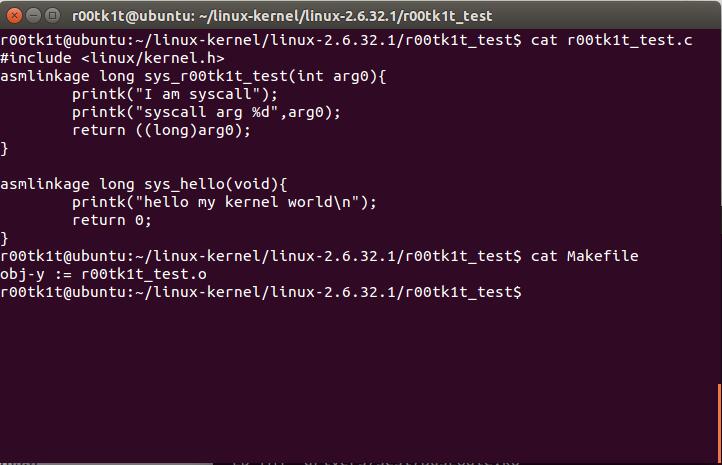 r00tk1t@ubuntu: ~/linux-kernel/linux-2.6.32.1/r00tk1t_test
r00tk1t@ubuntu:~/linux-kernel/linux-2.6.32.1/r00tk1t_test$ cat r00tk1t_test.c
#include <linux/kernel.h>
asmlinkage long sys_r00tk1t_test(int arg0){
        printk("I am syscall");
        printk("syscall arg %d",arg0);
        return ((long)arg0);
}

asmlinkage long sys_hello(void){
        printk("hello my kernel world\n");
        return 0;
}
r00tk1t@ubuntu:~/linux-kernel/linux-2.6.32.1/r00tk1t_test$ cat Makefile
obj-y := r00tk1t_test.o
r00tk1t@ubuntu:~/linux-kernel/linux-2.6.32.1/r00tk1t_test$